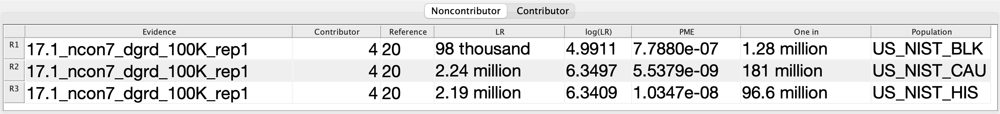 Noncontributor Contributor
Evidence Contributor Reference LR log(LR) PME One in Population
R1 17.1_ncon7_dgrd_100K_rep1 4 20 98 thousand 4.9911 7.7880e-07 1.28 million US_NIST_BLK
R2 17.1_ncon7_dgrd_100K_rep1 4 20 2.24 million 6.3497 5.5379e-09 181 million US_NIST_CAU
R3 17.1_ncon7_dgrd_100K_rep1 4 20 2.19 million 6.3409 1.0347e-08 96.6 million US_NIST_HIS